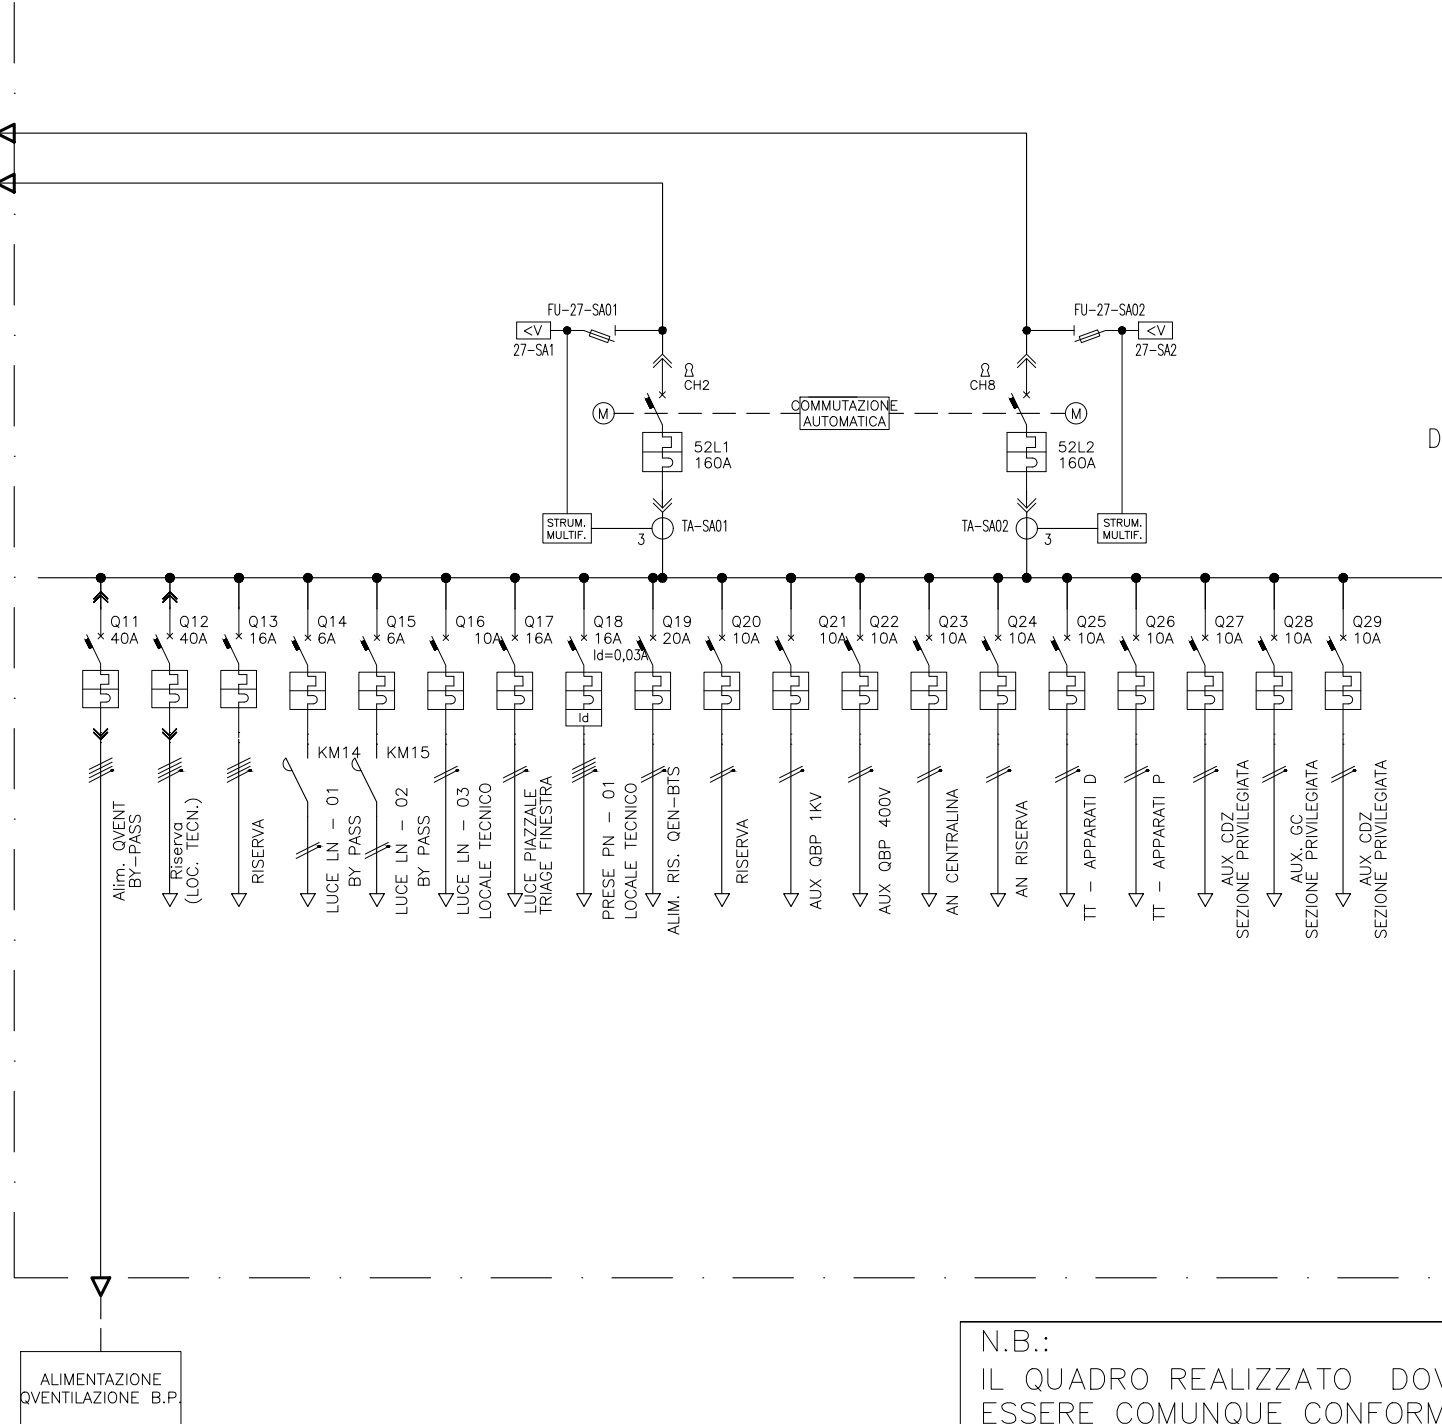 FU-27-SA01
FU-27-SA02
<V
<V
27-SA1
27-SA2
CH2
CH8
M
COMMUTAZIONE
AUTOMATICA
M
52L1
160A
52L2
160A
D
STRUM.
MULTIF.
3
TA-SA01
TA-SA02
3
STRUM.
MULTIF.
Q11
40A
Q12
40A
Q13
16A
Q14
6A
Q15
6A
Q16
10A
Q17
16A
Q18
16A
Id=0,03A
Q19
20A
Q20
10A
Q21
10A
Q22
10A
Q23
10A
Q24
10A
Q25
10A
Q26
10A
Q27
10A
Q28
10A
Q29
10A
Id
KM14
KM15
Alim. QVENT
BY-PASS
Riserva
(LOC. TECN.)
RISERVA
LUCE LN - 01
BY PASS
LUCE LN - 02
BY PASS
LUCE LN - 03
LOCALE TECNICO
LUCE PIAZZALE
TRIAGE FINESTRA
PRESE PN - 01
LOCALE TECNICO
ALIM. RIS. QEN-BTS
RISERVA
AUX QBP 1KV
AUX QBP 400V
AN CENTRALINA
AN RISERVA
TT - APPARATI D
TT - APPARATI P
AUX CDZ
SEZIONE PRIVILEGIATA
AUX. GC
SEZIONE PRIVILEGIATA
AUX CDZ
SEZIONE PRIVILEGIATA
ALIMENTAZIONE
QVENTILAZIONE B.P.
N.B.:
IL QUADRO REALIZZATO DOV
ESSERE COMUNQUE CONFORM